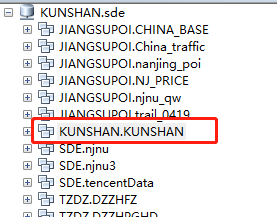 KUNSHAN.sde
JIANGSUPOI.CHINA_BASE
JIANGSUPOI.China_traffic
JIANGSUPOI.nanjing_poi
JIANGSUPOI.NJ_PRICE
JIANGSUPOI.njnu_qw
JIANGSUPOI.trail_0419
KUNSHAN.KUNSHAN
SDE.njnu
SDE.njnu3
SDE.tencentData
TZDZ.DZZHFZ
TZDZ.DZZHPGHD